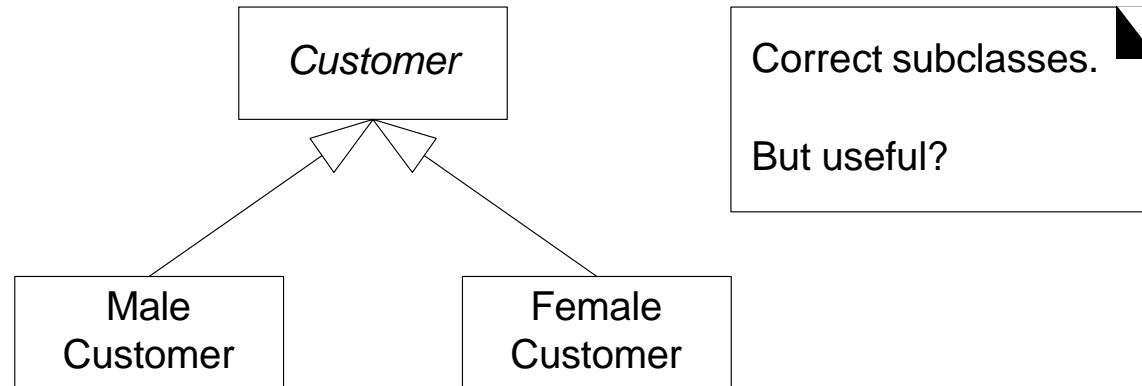 Customer
Correct subclasses.
But useful?
Male
Customer
Female
Customer